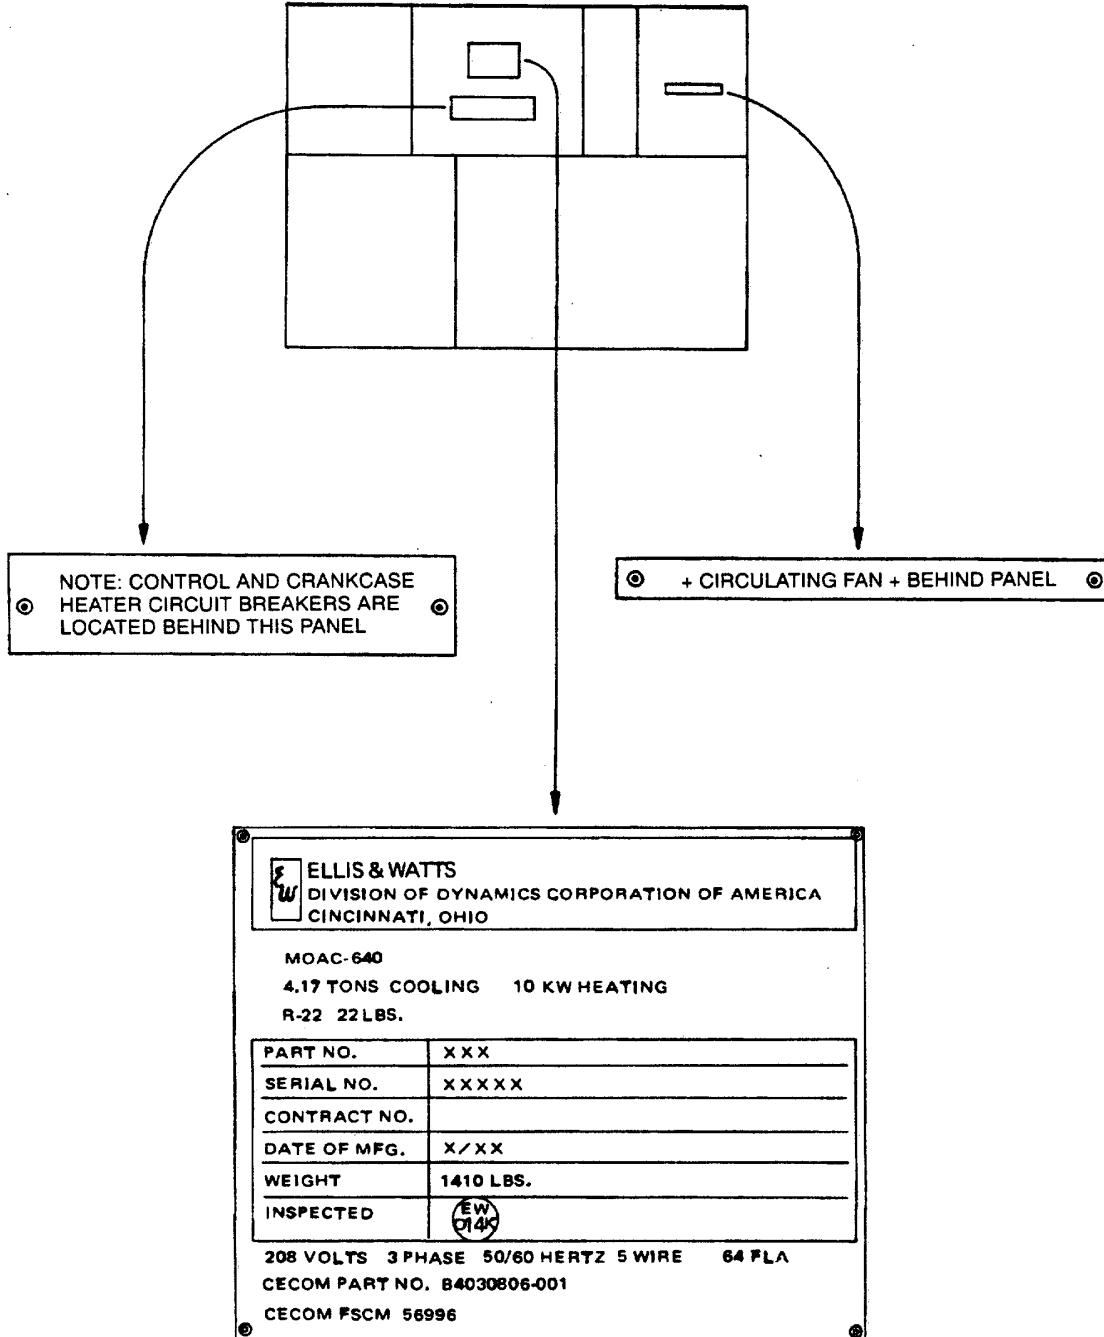 NOTE: CONTROL AND CRANKCASE
HEATER CIRCUIT BREAKERS ARE
LOCATED BEHIND THIS PANEL
+ CIRCULATING FAN + BEHIND PANEL
EW
ELLIS & WATTS
DIVISION OF DYNAMICS CORPORATION OF AMERICA
CINCINNATI, OHIO
MOAC-640
4.17 TONS COOLING 10 KW HEATING
R-22 22 LBS.
PART NO. XXX
SERIAL NO. XXXXX
CONTRACT NO.
DATE OF MFG. X/XX
WEIGHT 1410 LBS.
INSPECTED
EW
014K
208 VOLTS 3 PHASE 50/60 HERTZ 5 WIRE 64 FLA
CECOM PART NO. B4030806-001
CECOM FSCM 56996